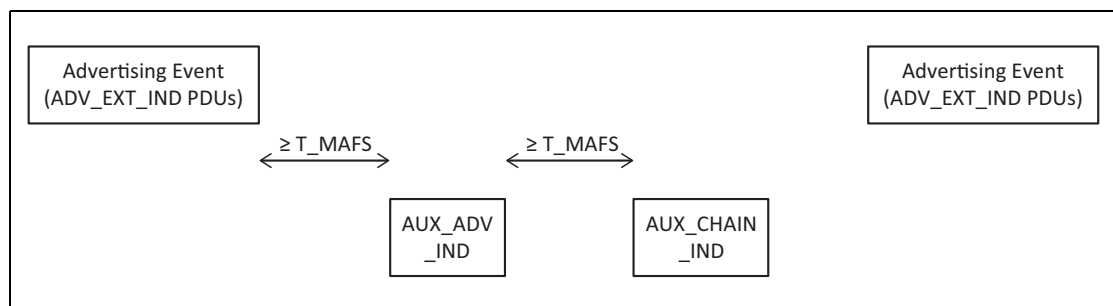 Advertising Event
(ADV_EXT_IND PDUs)
Advertising Event
(ADV_EXT_IND PDUs)
≥ T_MAFS
≥ T_MAFS
AUX_ADV
_IND
AUX_CHAIN
_IND